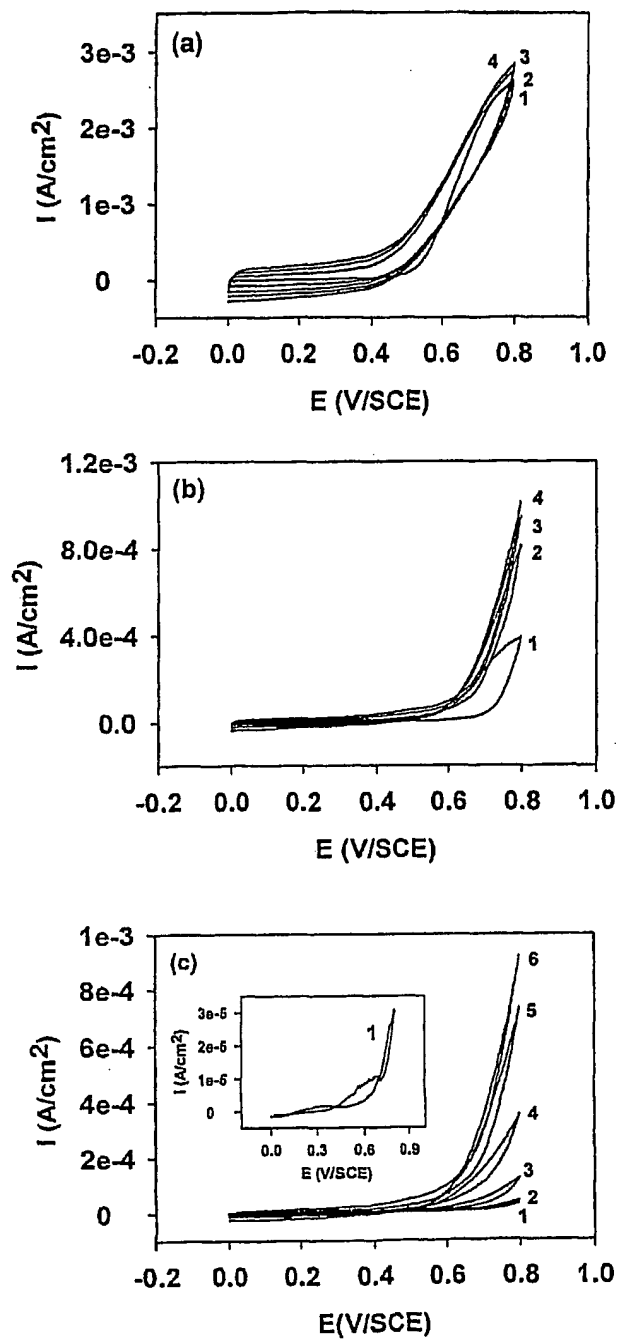 (a)
3e-3
2e-3
1e-3
0
I (A/cm2)
4
3
2
1
-0.2 0.0 0.2 0.4 0.6 0.8 1.0
E (V/SCE)
(b)
1.2e-3
8.0e-4
4.0e-4
0.0
I (A/cm2)
4
3
2
1
-0.2 0.0 0.2 0.4 0.6 0.8 1.0
E (V/SCE)
(c)
1e-3
8e-4
6e-4
4e-4
2e-4
0
I (A/cm2)
6
5
4
3
2
1
3e-5
2e-5
1e-5
0
I (A/cm2)
1
0.0 0.3 0.6 0.9
E (V/SCE)
-0.2 0.0 0.2 0.4 0.6 0.8 1.0
E(V/SCE)